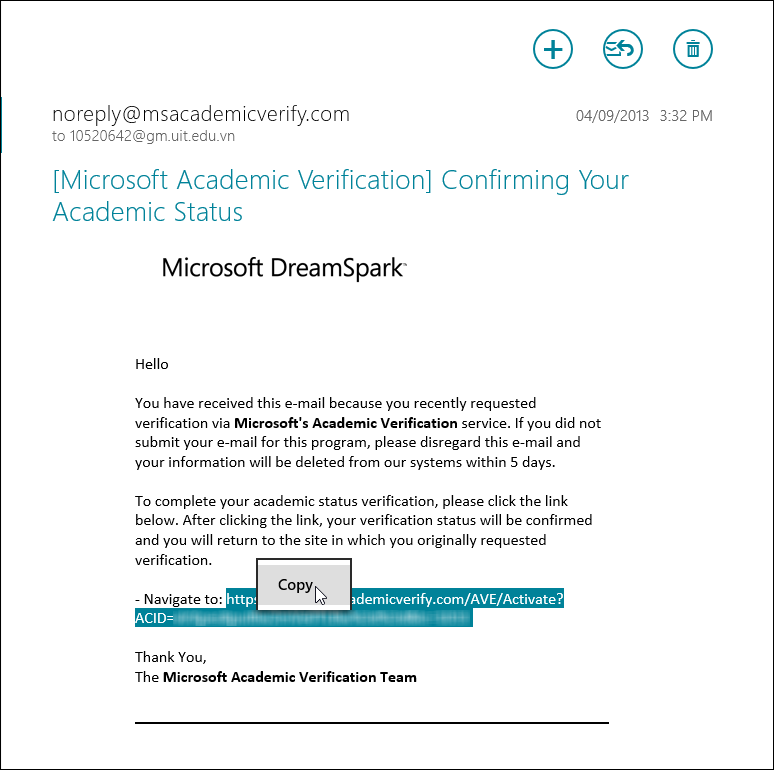 noreply@msacademicverify.com
04/09/2013 3:32 PM
to 10520642@gm.uit.edu.vn
[Microsoft Academic Verification] Confirming Your
Academic Status
Microsoft DreamSpark
Hello
You have received this e-mail because you recently requested
verification via Microsoft's Academic Verification service. If you did not
submit your e-mail for this program, please disregard this e-mail and
your information will be deleted from our systems within 5 days.
To complete your academic status verification, please click the link
below. After clicking the link, your verification status will be confirmed
and you will return to the site in which you originally requested
verification.
Copy
- Navigate to: https ademicverify.com/AVE/Activate?
ACID=
Thank You,
The Microsoft Academic Verification Team